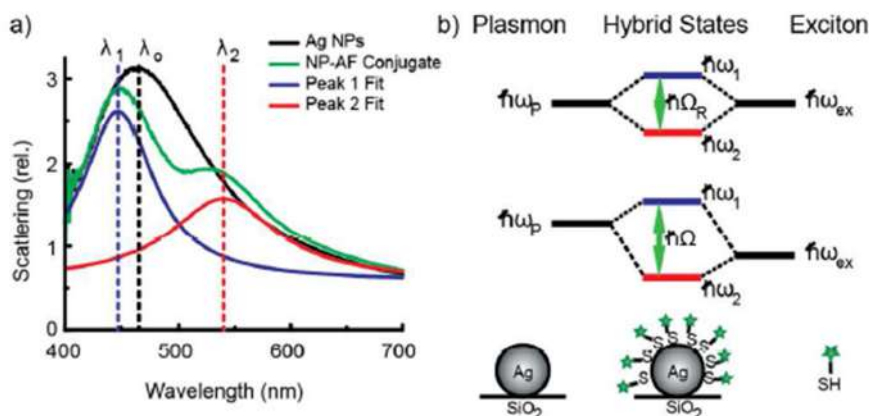 a)
λ1 λo λ2
Ag NPs
NP-AF Conjugate
Peak 1 Fit
Peak 2 Fit
Scattering (rel.)
3
2
1
0
400 500 600 700
Wavelength (nm)
b) Plasmon Hybrid States Exciton
ħω1
ħωp ħΩR ħωex
ħω2
ħω1
ħωp ħΩ ħωex
ħω2
S S S S S S S S
Ag Ag SH
SiO2 SiO2